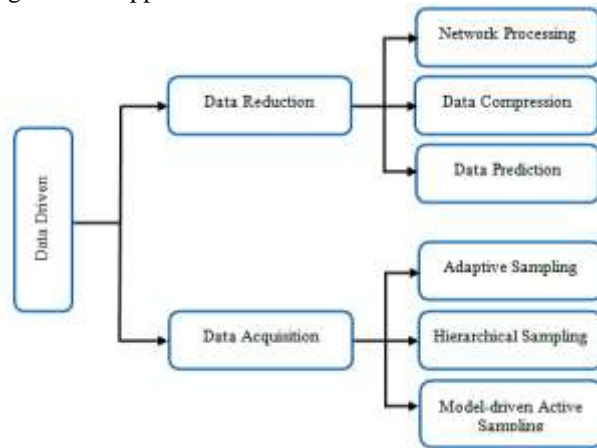 Network Processing
Data Reduction
Data Compression
Data Prediction
Data Driven
Adaptive Sampling
Data Acquisition
Hierarchical Sampling
Model-driven Active
Sampling